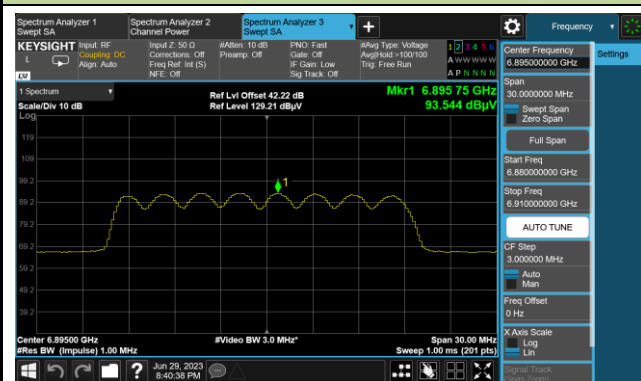 Spectrum Analyzer 1
Swept SA
Spectrum Analyzer 2
Channel Power
Spectrum Analyzer 3
Swept SA
+
Frequency
KEYSIGHT
L
LXI
Input: RF
Coupling: DC
Align: Auto
Input Z: 50 Ω
Corrections: Off
Freq Ref: Int (S)
NFE: Off
#Atten: 10 dB
Preamp: Off
PNO: Fast
Gate: Off
IF Gain: Low
Sig Track: Off
#Avg Type: Voltage
Avg|Hold:>100/100
Trig: Free Run
1 2 3 4 5 6
A W W W W W
A P N N N N
1 Spectrum
Scale/Div 10 dB
Log
Ref Lvl Offset 42.22 dB
Ref Level 129.21 dBµV
Mkr1 6.895 75 GHz
93.544 dBµV
119
109
99.2
89.2
79.2
69.2
59.2
49.2
39.2
1
Center 6.89500 GHz
#Res BW (Impulse) 1.00 MHz
#Video BW 3.0 MHz*
Span 30.00 MHz
Sweep 1.00 ms (201 pts)
Center Frequency
6.895000000 GHz
Span
30.0000000 MHz
Swept Span
Zero Span
Full Span
Start Freq
6.880000000 GHz
Stop Freq
6.910000000 GHz
AUTO TUNE
CF Step
3.000000 MHz
Auto
Man
Freq Offset
0 Hz
X Axis Scale
Log
Lin
Signal Track
(Span Zoom)
Settings
?
Jun 29, 2023
8:40:38 PM